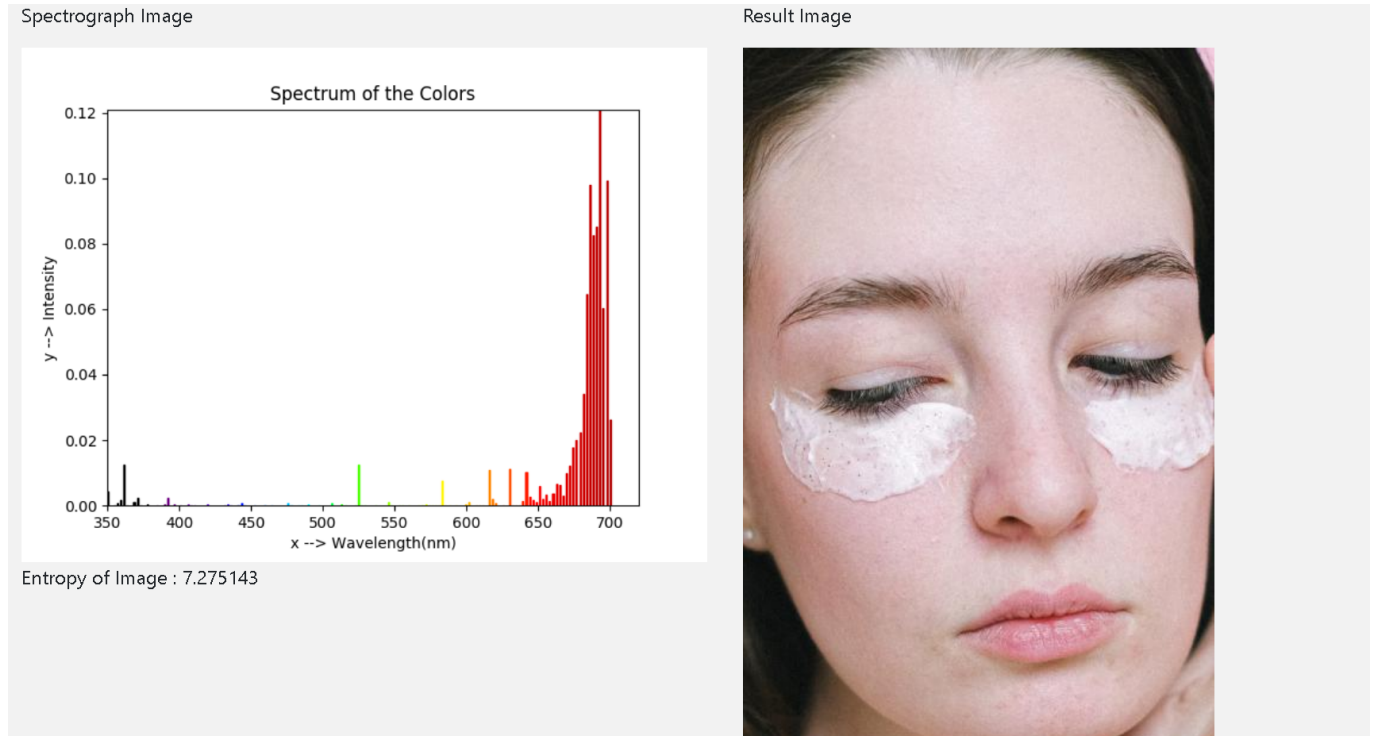 Spectrograph Image
Result Image
Spectrum of the Colors
0.12
0.10
0.08
0.06
0.04
0.02
0.00
y --> Intensity
350 400 450 500 550 600 650 700
x --> Wavelength(nm)
Entropy of Image : 7.275143